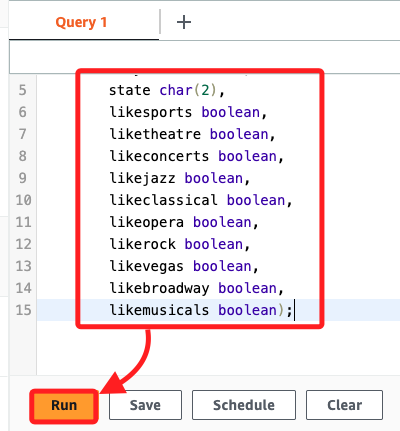 Query 1 +
5 state char(2),
6 likesports boolean,
7 liketheatre boolean,
8 likeconcerts boolean,
9 likejazz boolean,
10 likeclassical boolean,
11 likeopera boolean,
12 likerock boolean,
13 likevegas boolean,
14 likebroadway boolean,
15 likemusicals boolean);
Run Save Schedule Clear